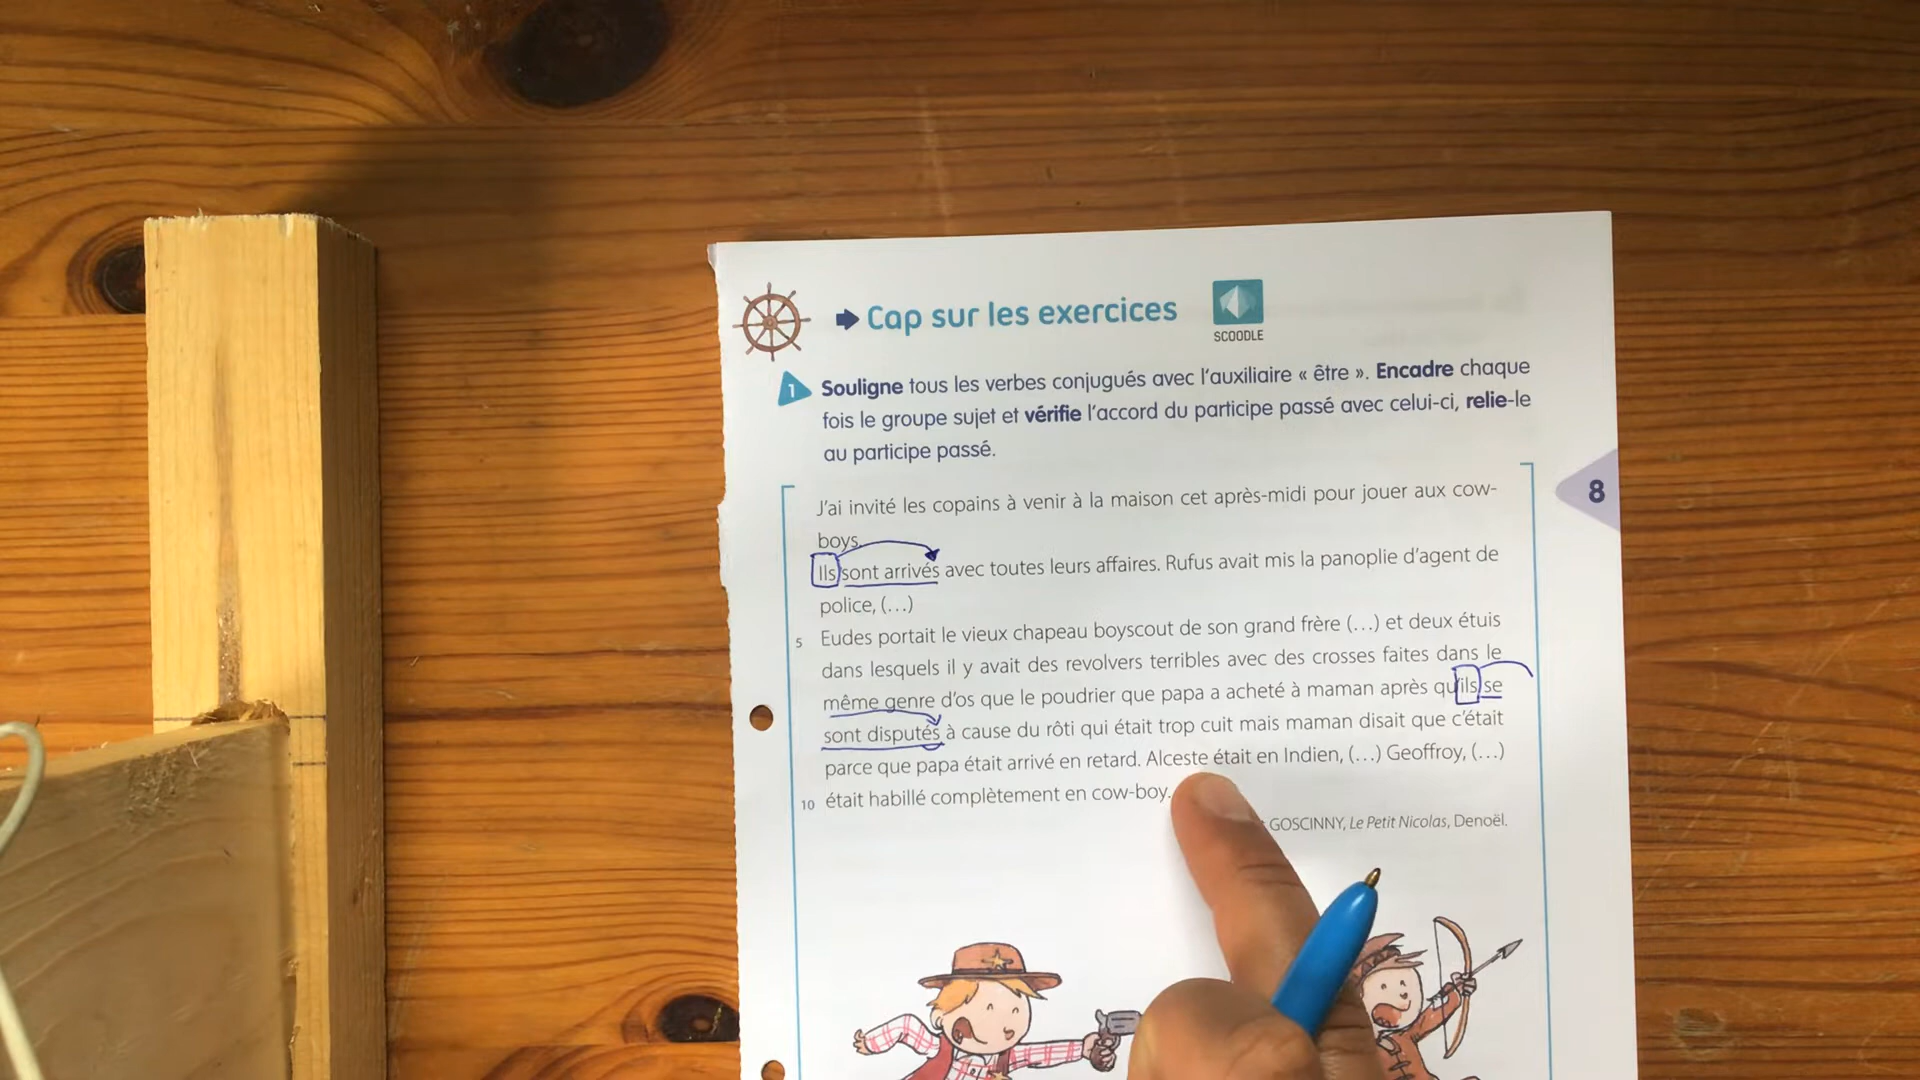 Cap sur les exercices
SCOODLE
1 Souligne tous les verbes conjugués avec l'auxiliaire « être ». Encadre chaque
fois le groupe sujet et vérifie l'accord du participe passé avec celui-ci, relie-le
au participe passé.
8
J'ai invité les copains à venir à la maison cet après-midi pour jouer aux cow-
boys.
Ils sont arrivés avec toutes leurs affaires. Rufus avait mis la panoplie d'agent de
police, (…)
5 Eudes portait le vieux chapeau boyscout de son grand frère (…) et deux étuis
dans lesquels il y avait des revolvers terribles avec des crosses faites dans le
même genre d'os que le poudrier que papa a acheté à maman après qu'ils se
sont disputés à cause du rôti qui était trop cuit mais maman disait que c'était
parce que papa était arrivé en retard. Alceste était en Indien, (…) Geoffroy, (…)
10 était habillé complètement en cow-boy.
GOSCINNY, Le Petit Nicolas, Denoël.